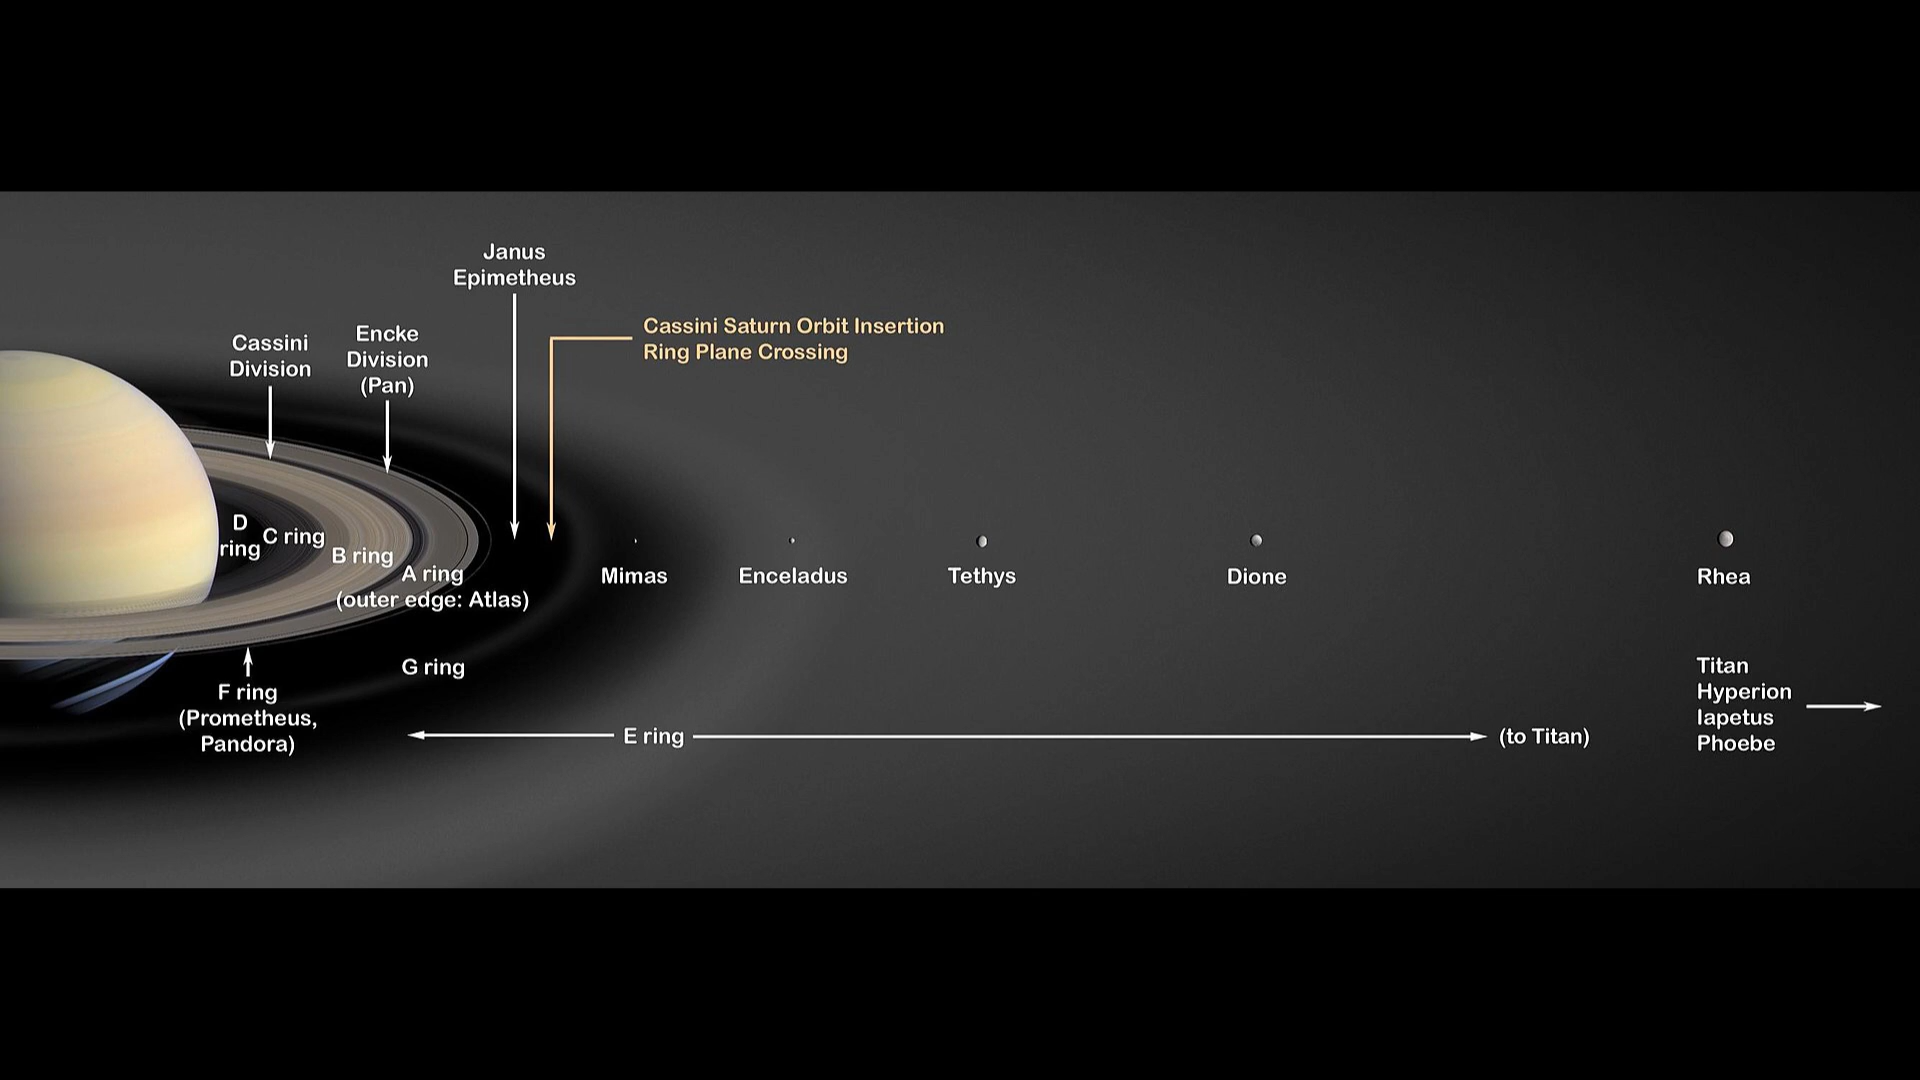 Janus
Epimetheus
Cassini Saturn Orbit Insertion
Ring Plane Crossing
Encke
Division
(Pan)
Cassini
Division
D
ring
C ring
B ring
A ring
(outer edge: Atlas)
Mimas
Enceladus
Tethys
Dione
Rhea
G ring
F ring
(Prometheus,
Pandora)
E ring
(to Titan)
Titan
Hyperion
Iapetus
Phoebe